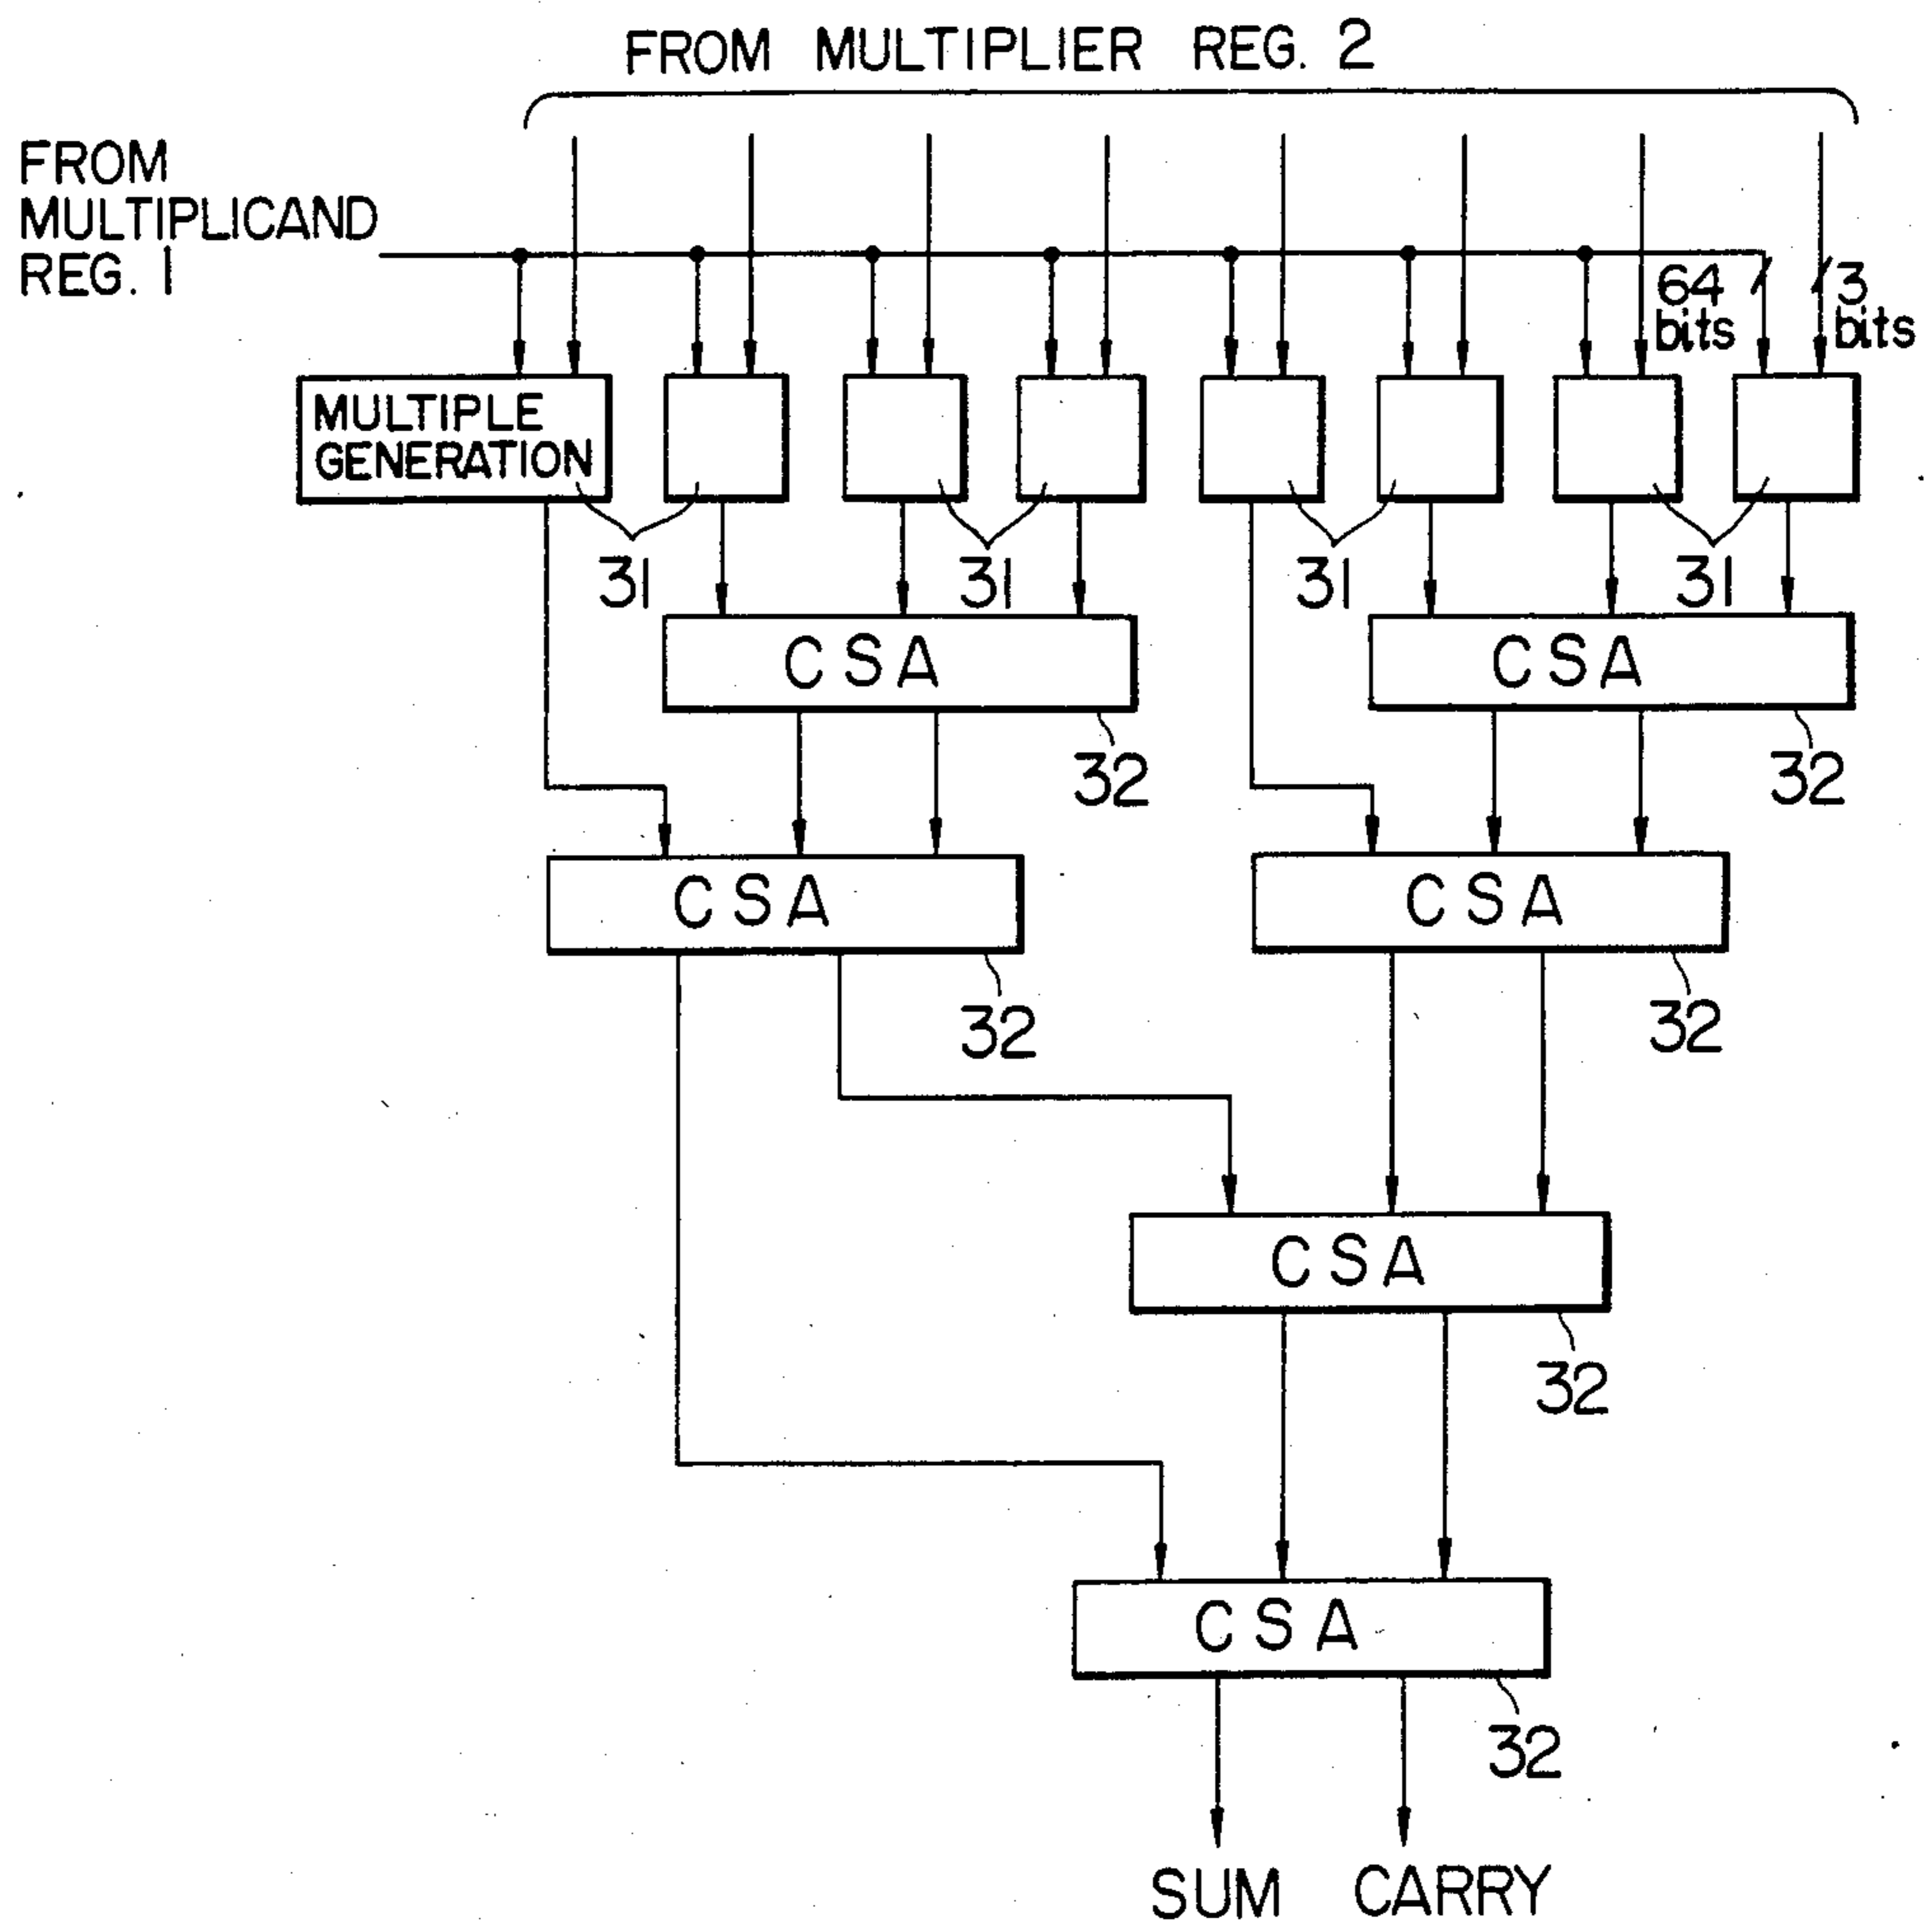 FROM MULTIPLIER REG. 2
FROM
MULTIPLICAND
REG. 1
64
bits
3
bits
MULTIPLE
GENERATION
31
31
31
31
CSA
CSA
32
32
CSA
CSA
32
32
CSA
32
CSA
32
SUM CARRY